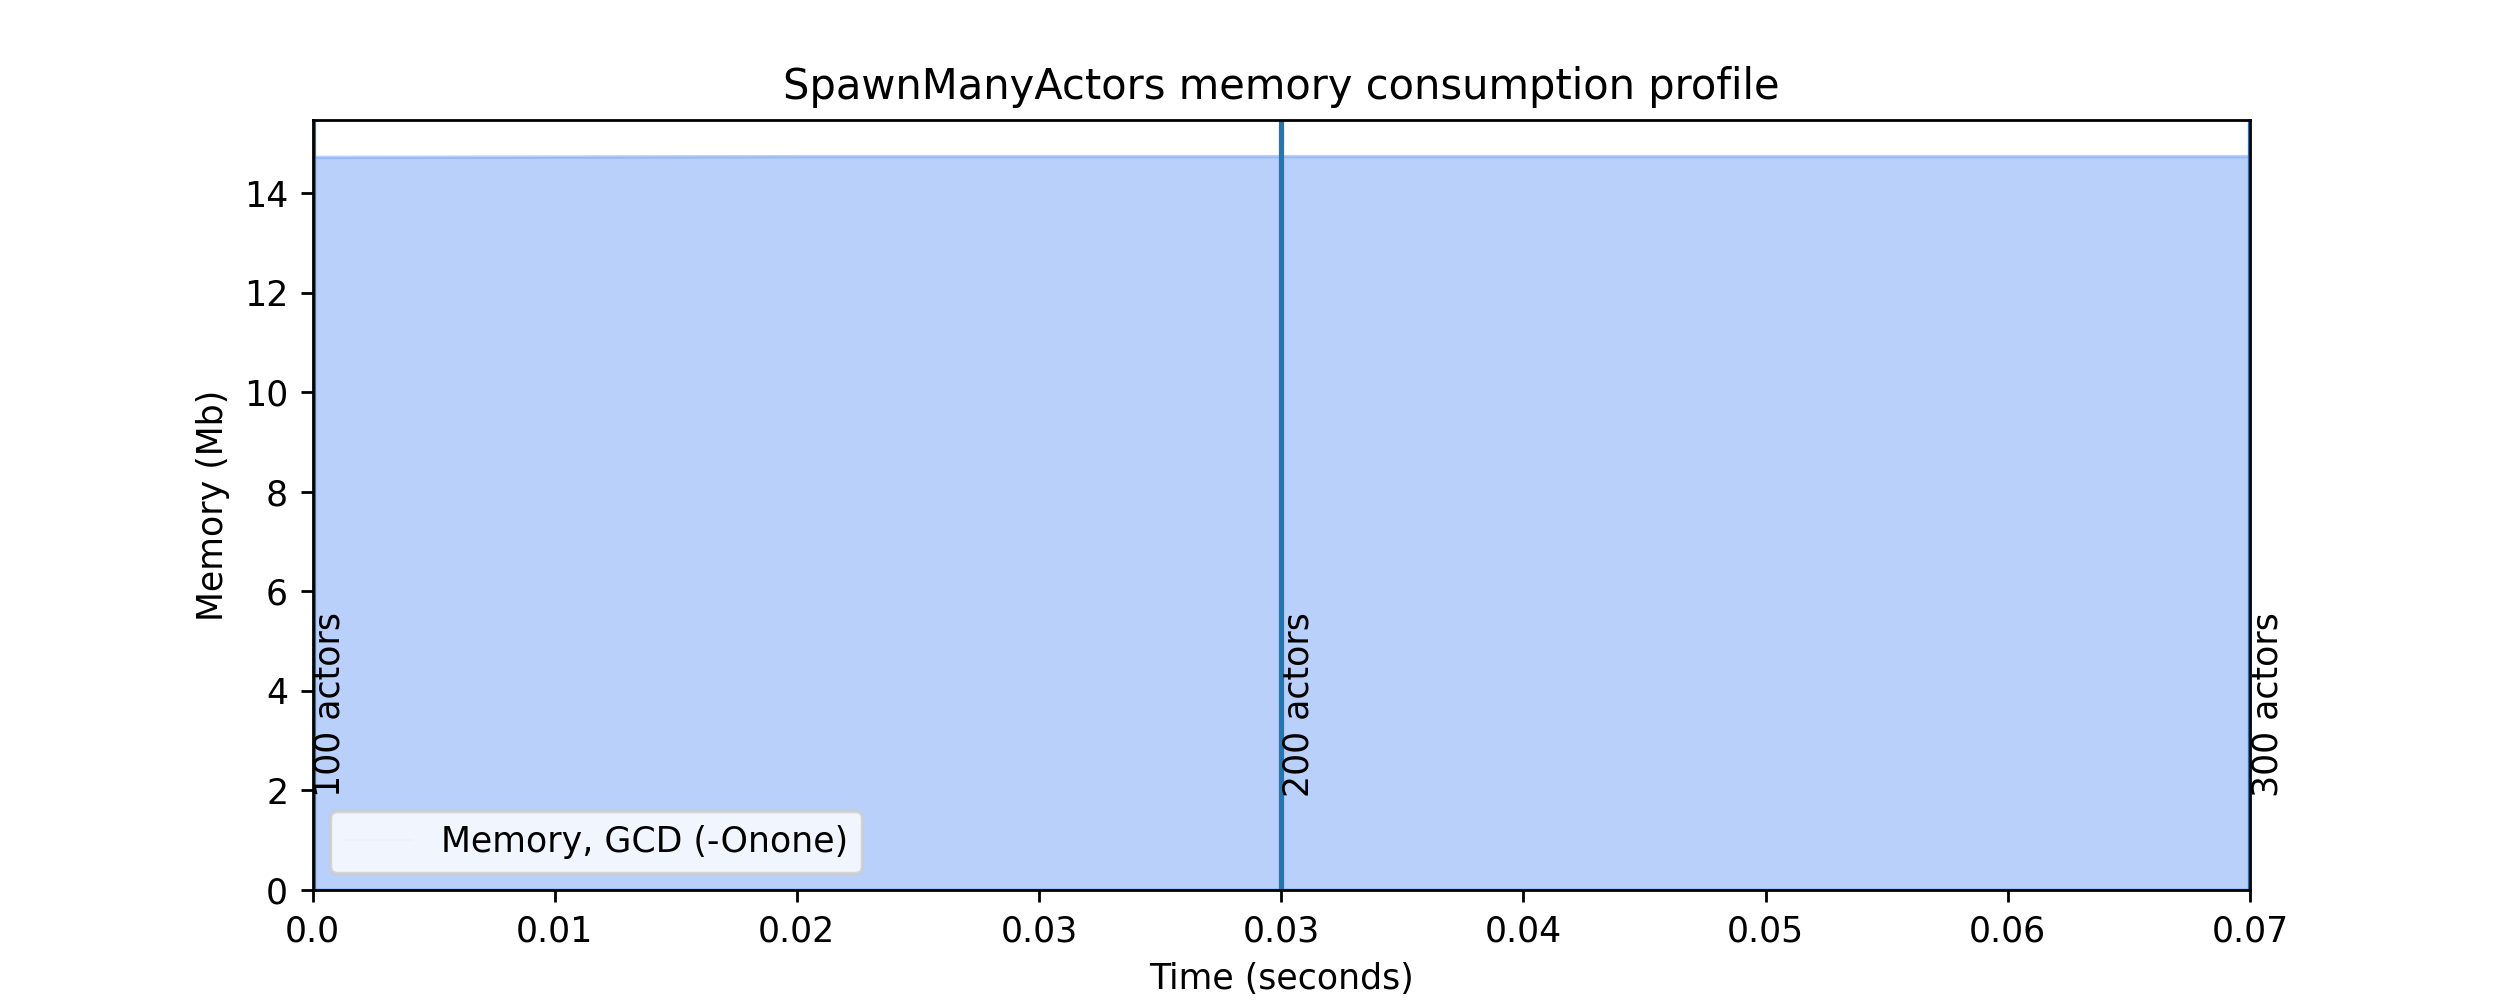 SpawnManyActors memory consumption profile
14
12
10
8
6
4
2
0
Memory (Mb)
100 actors
200 actors
300 actors
Memory, GCD (-Onone)
0.0 0.01 0.02 0.03 0.03 0.04 0.05 0.06 0.07
Time (seconds)